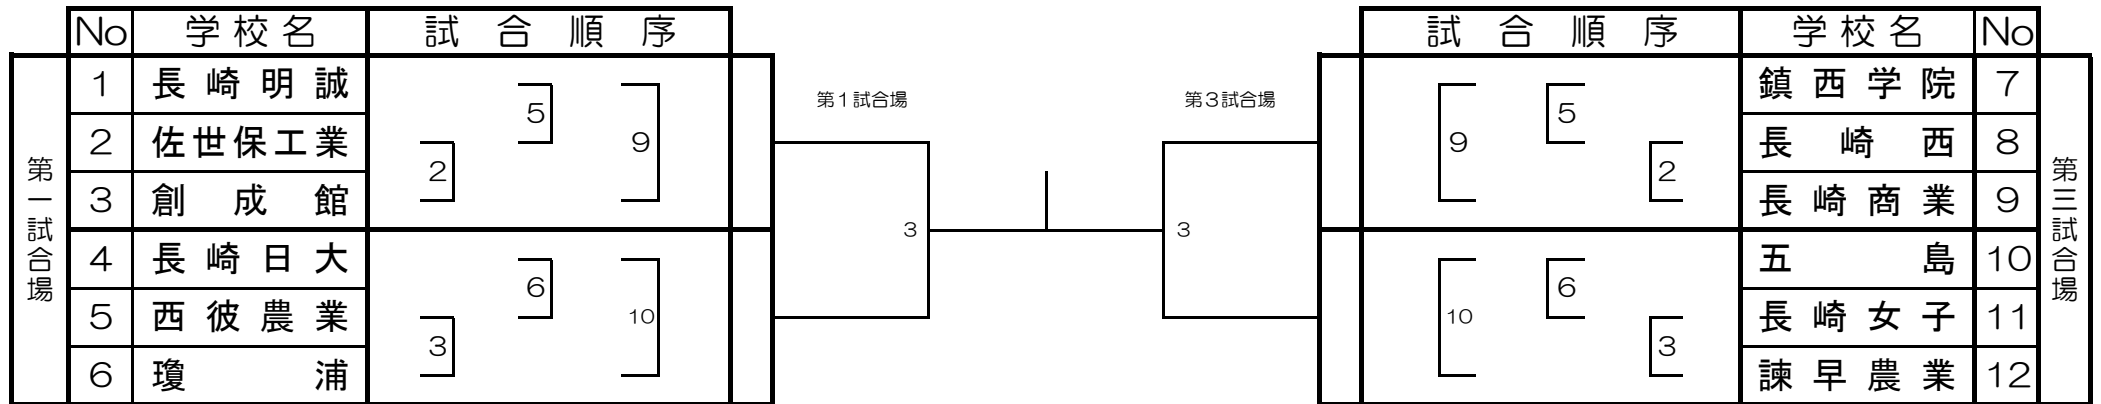 No 学校名 試合順序
第一試合場
1 長崎明誠
2 佐世保工業
3 創成館
4 長崎日大
5 西彼農業
6 瓊浦
5
2
9
6
3
10
第1試合場
3
第3試合場
3
試合順序 学校名 No
9
5
2
10
6
3
鎮西学院 7
長崎西 8
長崎商業 9
五島 10
長崎女子 11
諫早農業 12
第三試合場